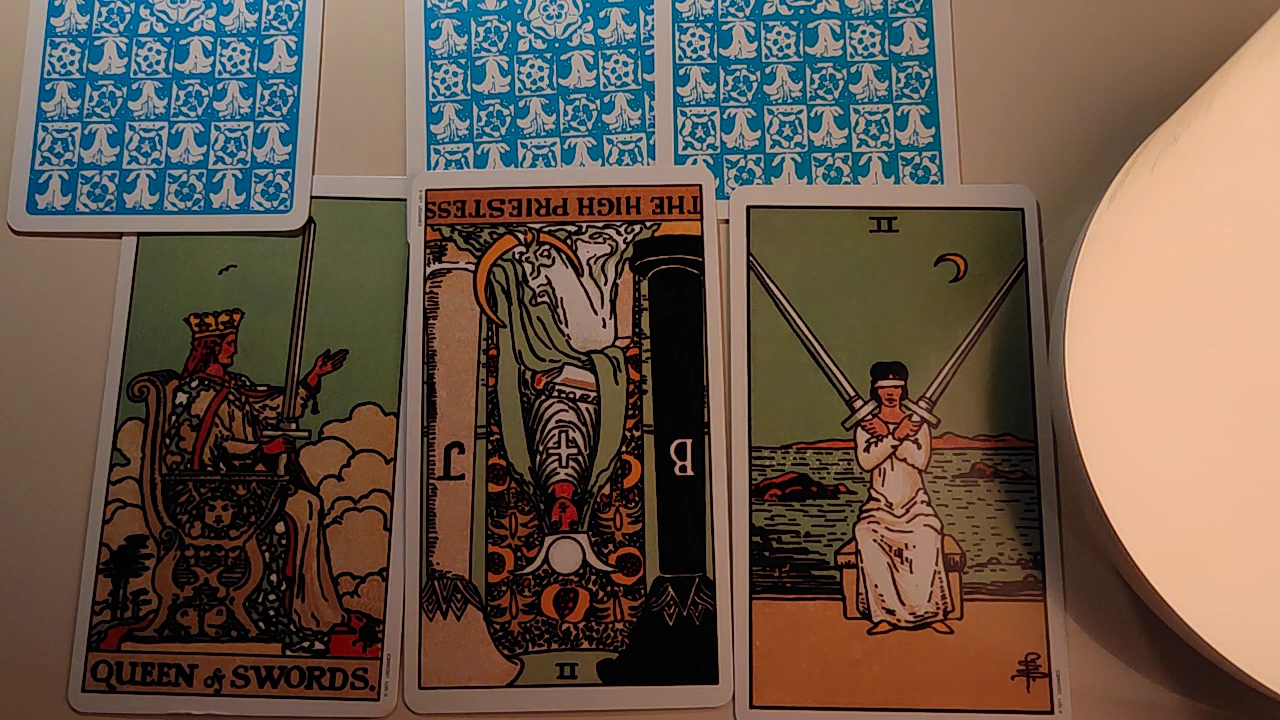 QUEEN of SWORDS.
THE HIGH PRIESTESS
J
B
II
II